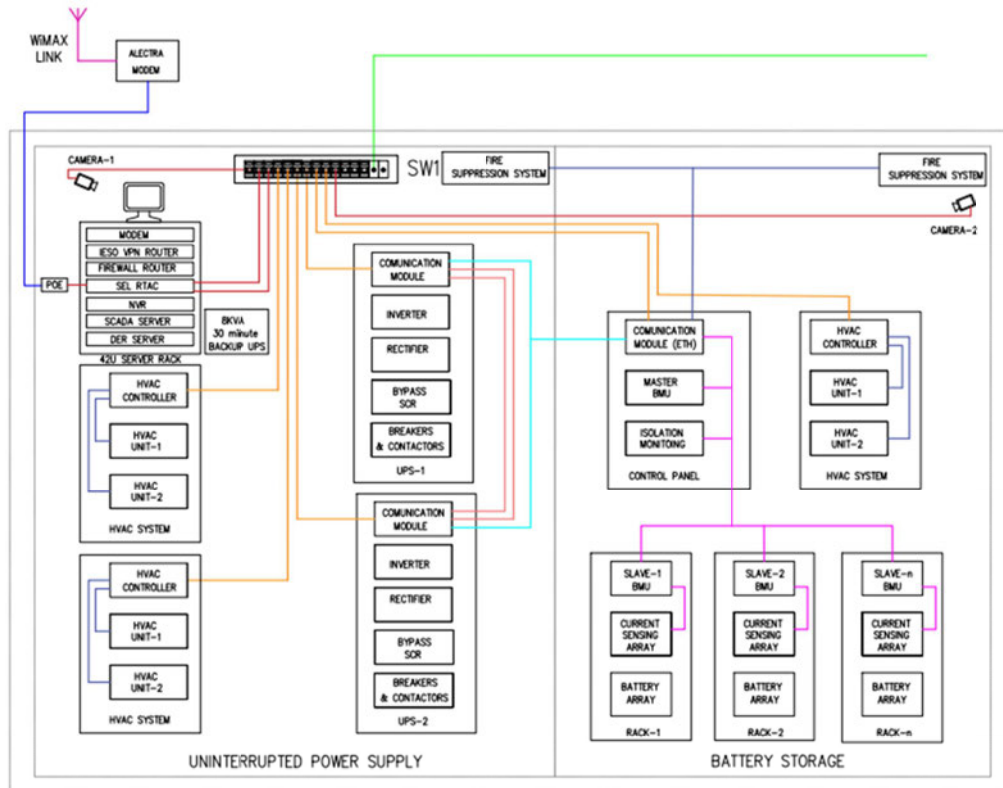 WiMAX
LINK
ALECTRA
MODEM
CAMERA-1
SW1
FIRE
SUPPRESSION SYSTEM
FIRE
SUPPRESSION SYSTEM
CAMERA-2
MODEM
IESO VPN ROUTER
FIREWALL ROUTER
POE
SEL RTAC
NVR
SCADA SERVER
DER SERVER
42U SERVER RACK
8KVA
30 minute
BACKUP UPS
HVAC
CONTROLLER
HVAC
UNIT-1
HVAC
UNIT-2
HVAC SYSTEM
HVAC
CONTROLLER
HVAC
UNIT-1
HVAC
UNIT-2
HVAC SYSTEM
COMUNICATION
MODULE
INVERTER
RECTIFIER
BYPASS
SCR
BREAKERS
& CONTACTORS
UPS-1
COMUNICATION
MODULE
INVERTER
RECTIFIER
BYPASS
SCR
BREAKERS
& CONTACTORS
UPS-2
COMUNICATION
MODULE (ETH)
MASTER
BMU
ISOLATION
MONITOING
CONTROL PANEL
HVAC
CONTROLLER
HVAC
UNIT-1
HVAC
UNIT-2
HVAC SYSTEM
SLAVE-1
BMU
CURRENT
SENSING
ARRAY
BATTERY
ARRAY
RACK-1
SLAVE-2
BMU
CURRENT
SENSING
ARRAY
BATTERY
ARRAY
RACK-2
SLAVE-n
BMU
CURRENT
SENSING
ARRAY
BATTERY
ARRAY
RACK-n
UNINTERRUPTED POWER SUPPLY
BATTERY STORAGE